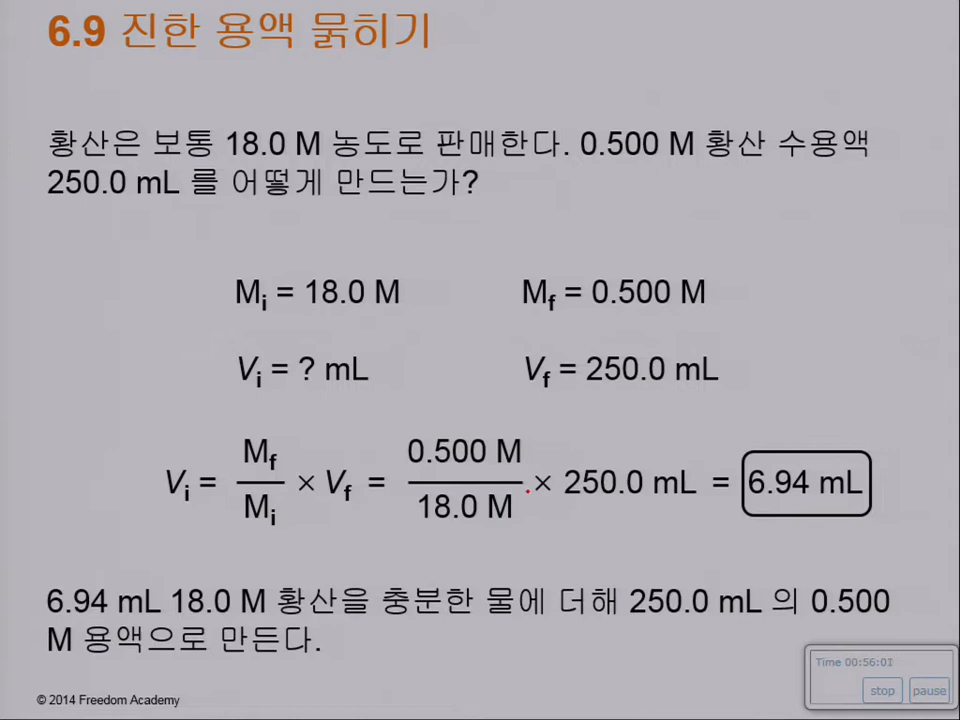 6.9 진한 용액 묽히기
황산은 보통 18.0 M 농도로 판매한다. 0.500 M 황산 수용액
250.0 mL 를 어떻게 만드는가?
Mi = 18.0 M Mf = 0.500 M
Vi = ? mL Vf = 250.0 mL
Vi = Mf / Mi × Vf = 0.500 M / 18.0 M × 250.0 mL = 6.94 mL
6.94 mL 18.0 M 황산을 충분한 물에 더해 250.0 mL 의 0.500
M 용액으로 만든다.
Time 00:56:01
stop pause
© 2014 Freedom Academy